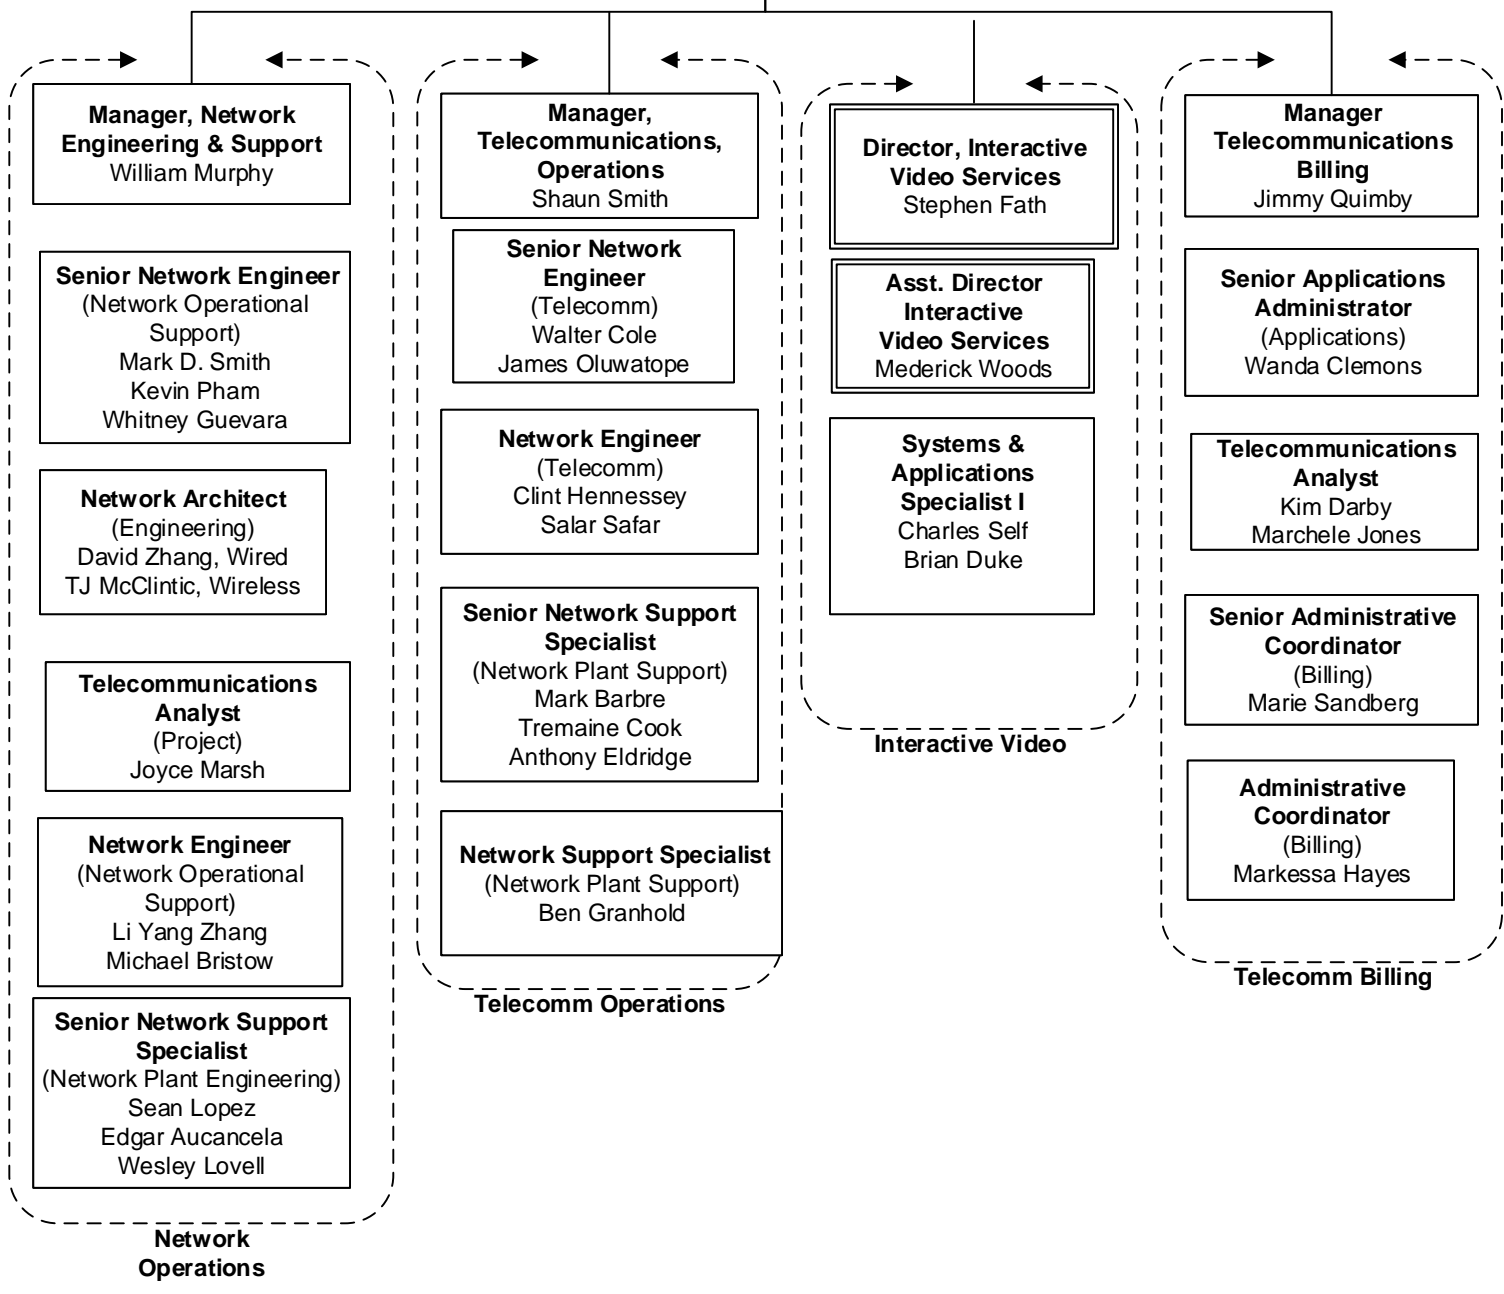 Manager, Network
Engineering & Support
William Murphy
Senior Network Engineer
(Network Operational
Support)
Mark D. Smith
Kevin Pham
Whitney Guevara
Network Architect
(Engineering)
David Zhang, Wired
TJ McClintic, Wireless
Telecommunications
Analyst
(Project)
Joyce Marsh
Network Engineer
(Network Operational
Support)
Li Yang Zhang
Michael Bristow
Senior Network Support
Specialist
(Network Plant Engineering)
Sean Lopez
Edgar Aucancela
Wesley Lovell
Network
Operations
Manager,
Telecommunications,
Operations
Shaun Smith
Senior Network
Engineer
(Telecomm)
Walter Cole
James Oluwatope
Network Engineer
(Telecomm)
Clint Hennessey
Salar Safar
Senior Network Support
Specialist
(Network Plant Support)
Mark Barbre
Tremaine Cook
Anthony Eldridge
Network Support Specialist
(Network Plant Support)
Ben Granhold
Telecomm Operations
Director, Interactive
Video Services
Stephen Fath
Asst. Director
Interactive
Video Services
Mederick Woods
Systems &
Applications
Specialist I
Charles Self
Brian Duke
Interactive Video
Manager
Telecommunications
Billing
Jimmy Quimby
Senior Applications
Administrator
(Applications)
Wanda Clemons
Telecommunications
Analyst
Kim Darby
Marchele Jones
Senior Administrative
Coordinator
(Billing)
Marie Sandberg
Administrative
Coordinator
(Billing)
Markessa Hayes
Telecomm Billing